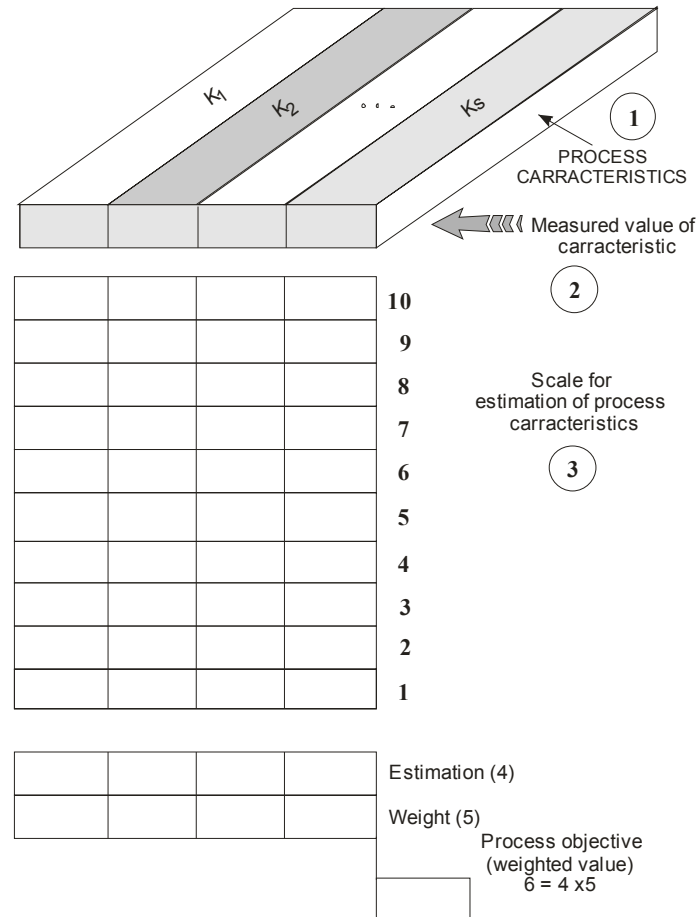 K1
K2
Ks
1
PROCESS
CARRACTERISTICS
Measured value of
carracteristic
2
10
9
8
7
6
5
4
3
2
1
Scale for
estimation of process
carracteristics
3
Estimation (4)
Weight (5)
Process objective
(weighted value)
6 = 4 x5